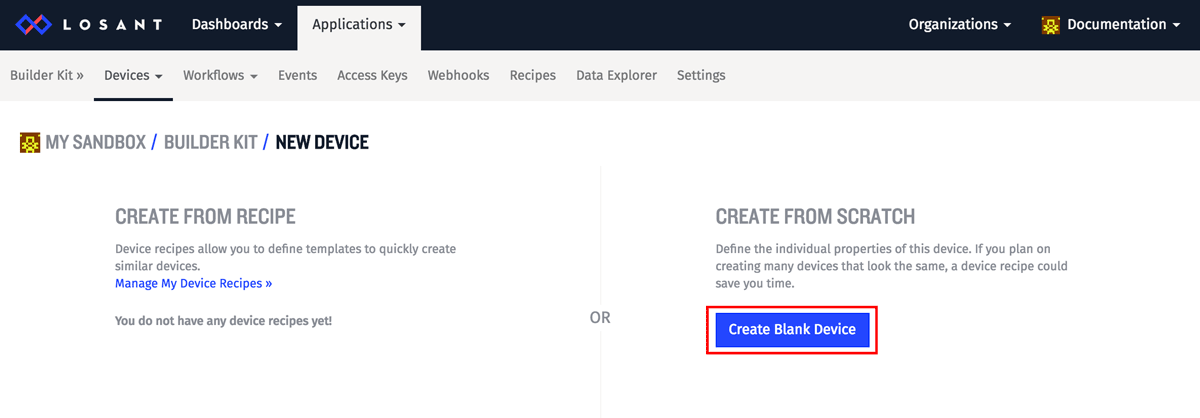 LOSANT Dashboards Applications Organizations Documentation
Builder Kit » Devices Workflows Events Access Keys Webhooks Recipes Data Explorer Settings
MY SANDBOX / BUILDER KIT / NEW DEVICE
CREATE FROM RECIPE
Device recipes allow you to define templates to quickly create
similar devices.
Manage My Device Recipes »
You do not have any device recipes yet!
OR
CREATE FROM SCRATCH
Define the individual properties of this device. If you plan on
creating many devices that look the same, a device recipe could
save you time.
Create Blank Device